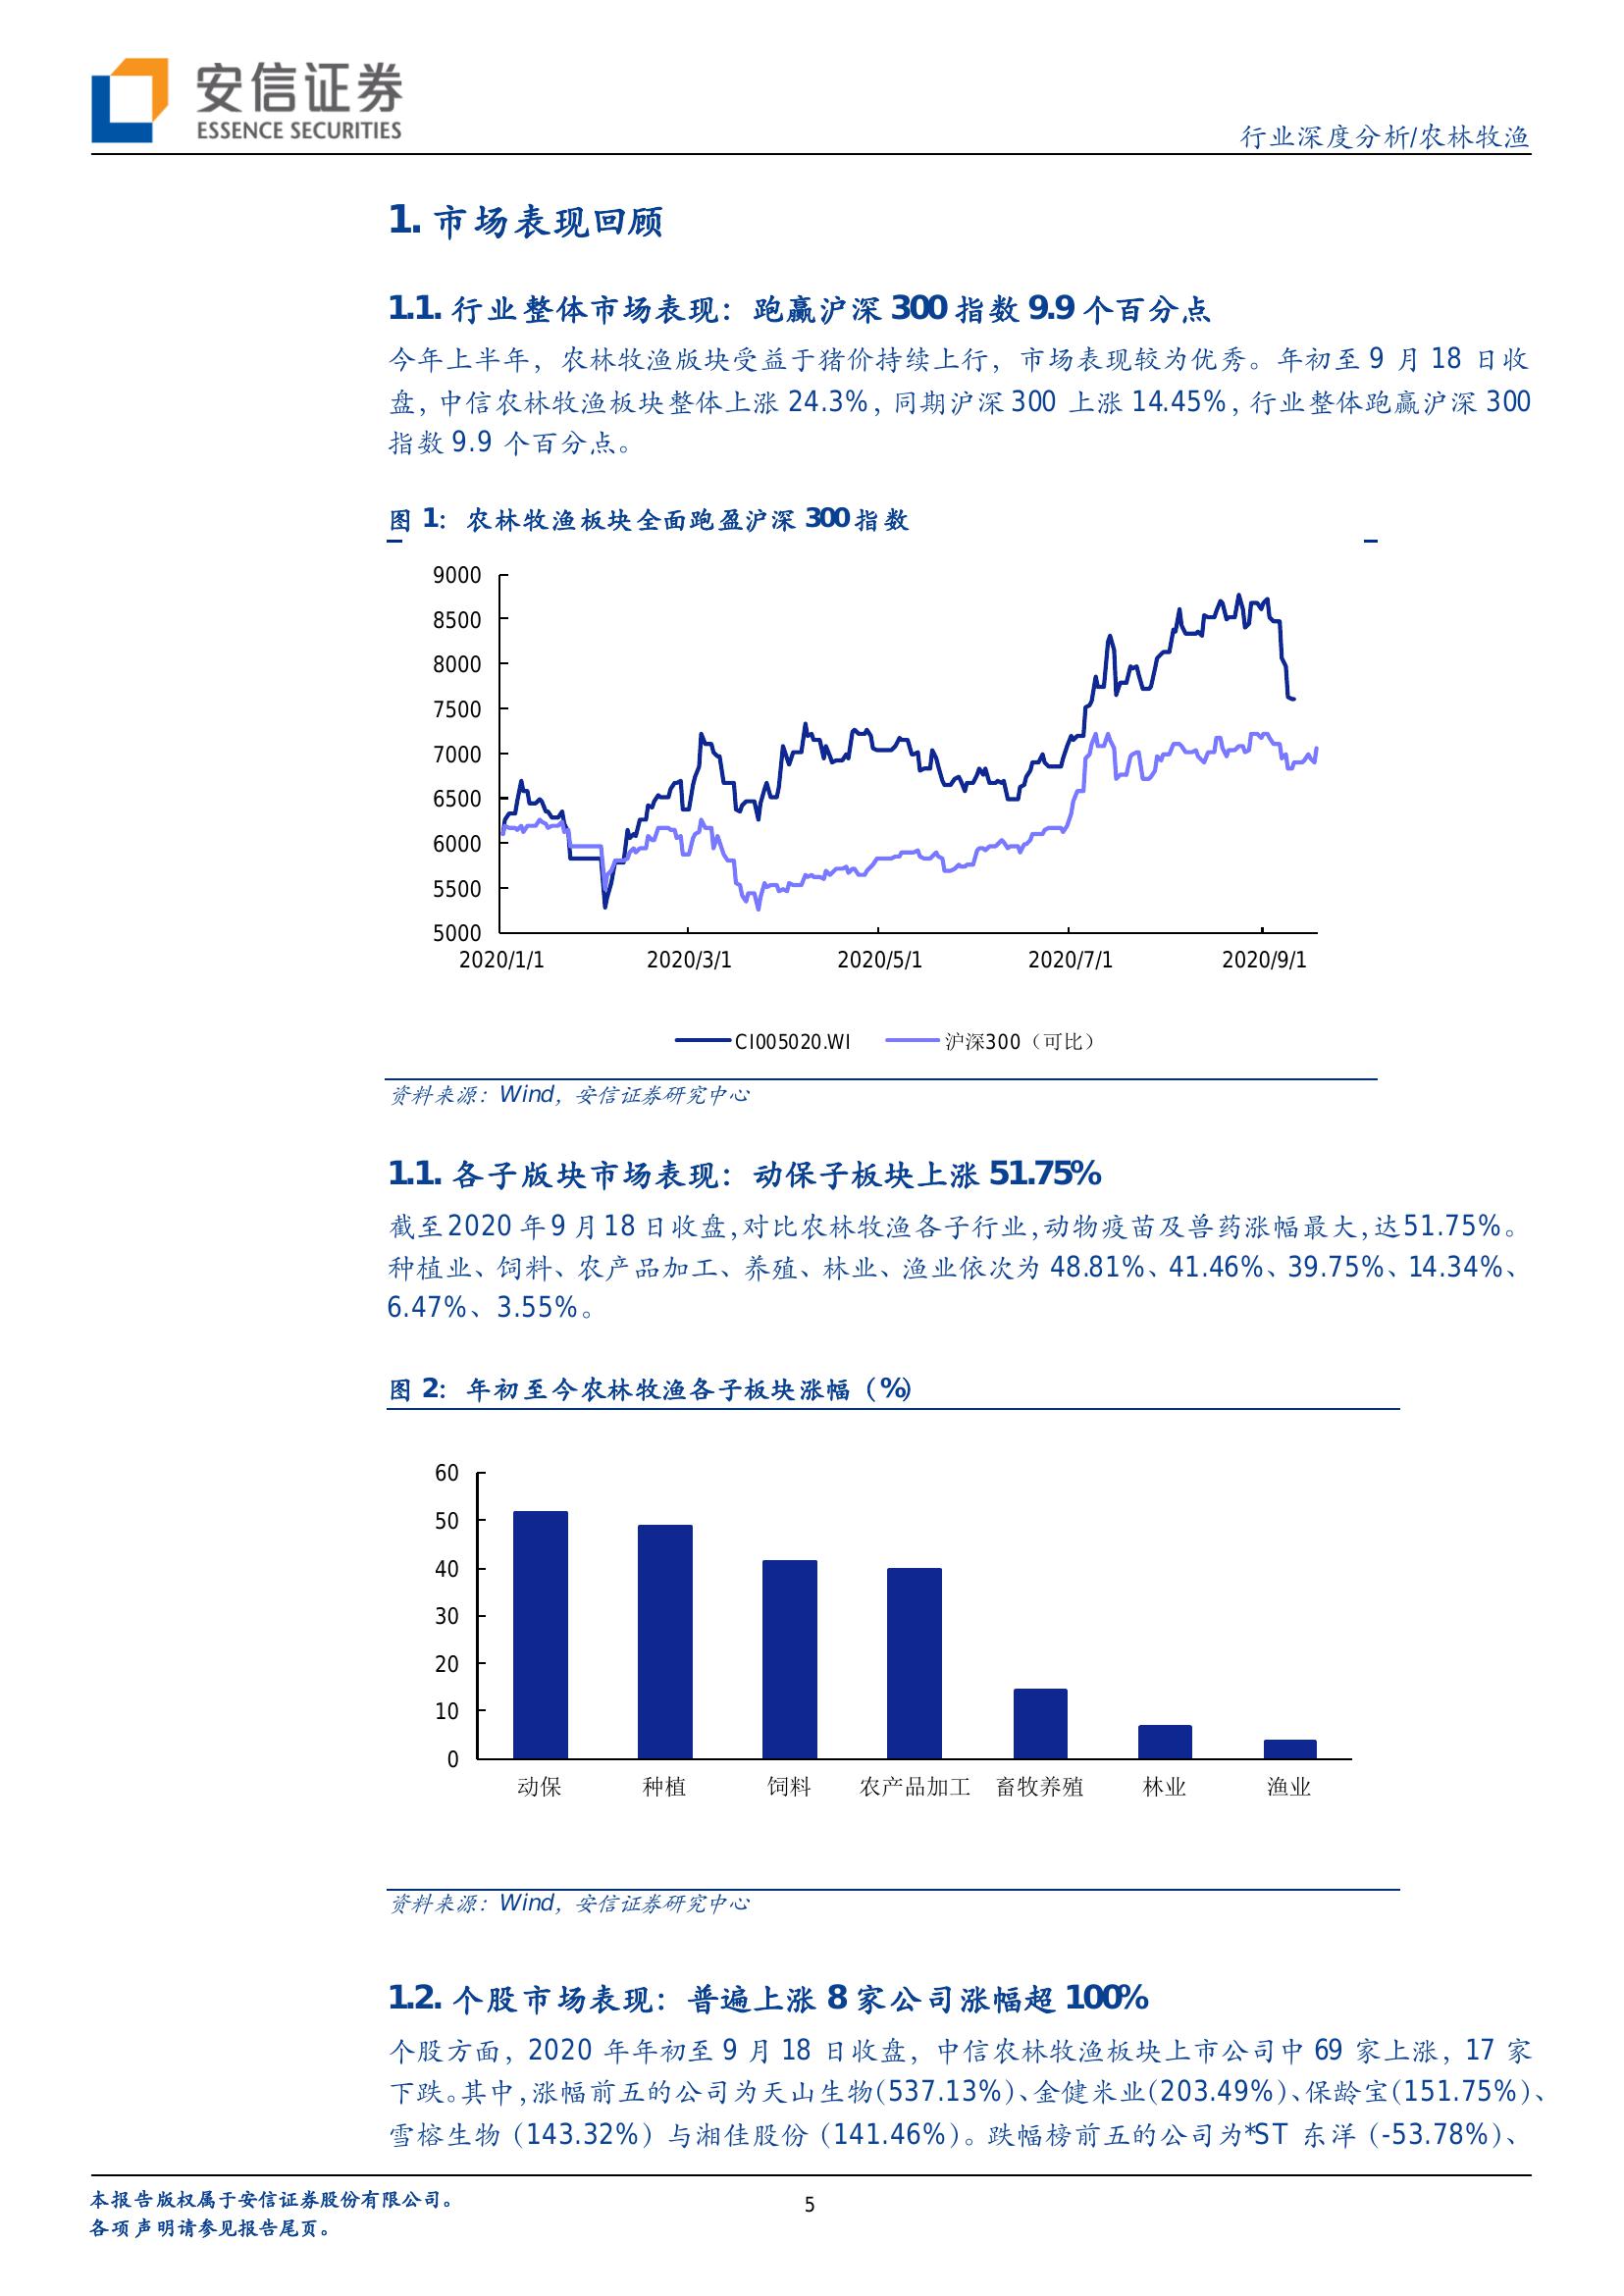 安信证券
ESSENCE SECURITIES
行业深度分析/农林牧渔
1. 市场表现回顾
1.1. 行业整体市场表现：跑赢沪深 300 指数 9.9 个百分点
今年上半年，农林牧渔版块受益于猪价持续上行，市场表现较为优秀。年初至 9 月 18 日收
盘，中信农林牧渔板块整体上涨 24.3%，同期沪深 300 上涨 14.45%，行业整体跑赢沪深 300
指数 9.9 个百分点。
图 1：农林牧渔板块全面跑盈沪深 300 指数
9000
8500
8000
7500
7000
6500
6000
5500
5000
2020/1/1 2020/3/1 2020/5/1 2020/7/1 2020/9/1
CI005020.WI 沪深300（可比）
资料来源：Wind，安信证券研究中心
1.1. 各子版块市场表现：动保子板块上涨 51.75%
截至 2020 年 9 月 18 日收盘，对比农林牧渔各子行业，动物疫苗及兽药涨幅最大，达 51.75%。
种植业、饲料、农产品加工、养殖、林业、渔业依次为 48.81%、41.46%、39.75%、14.34%、
6.47%、3.55%。
图 2：年初至今农林牧渔各子板块涨幅（%）
60
50
40
30
20
10
0
动保 种植 饲料 农产品加工 畜牧养殖 林业 渔业
资料来源：Wind，安信证券研究中心
1.2. 个股市场表现：普遍上涨 8 家公司涨幅超 100%
个股方面，2020 年年初至 9 月 18 日收盘，中信农林牧渔板块上市公司中 69 家上涨，17 家
下跌。其中，涨幅前五的公司为天山生物(537.13%)、金健米业(203.49%)、保龄宝(151.75%)、
雪榕生物（143.32%）与湘佳股份（141.46%）。跌幅榜前五的公司为*ST 东洋（-53.78%）、
本报告版权属于安信证券股份有限公司。
各项声明请参见报告尾页。
5